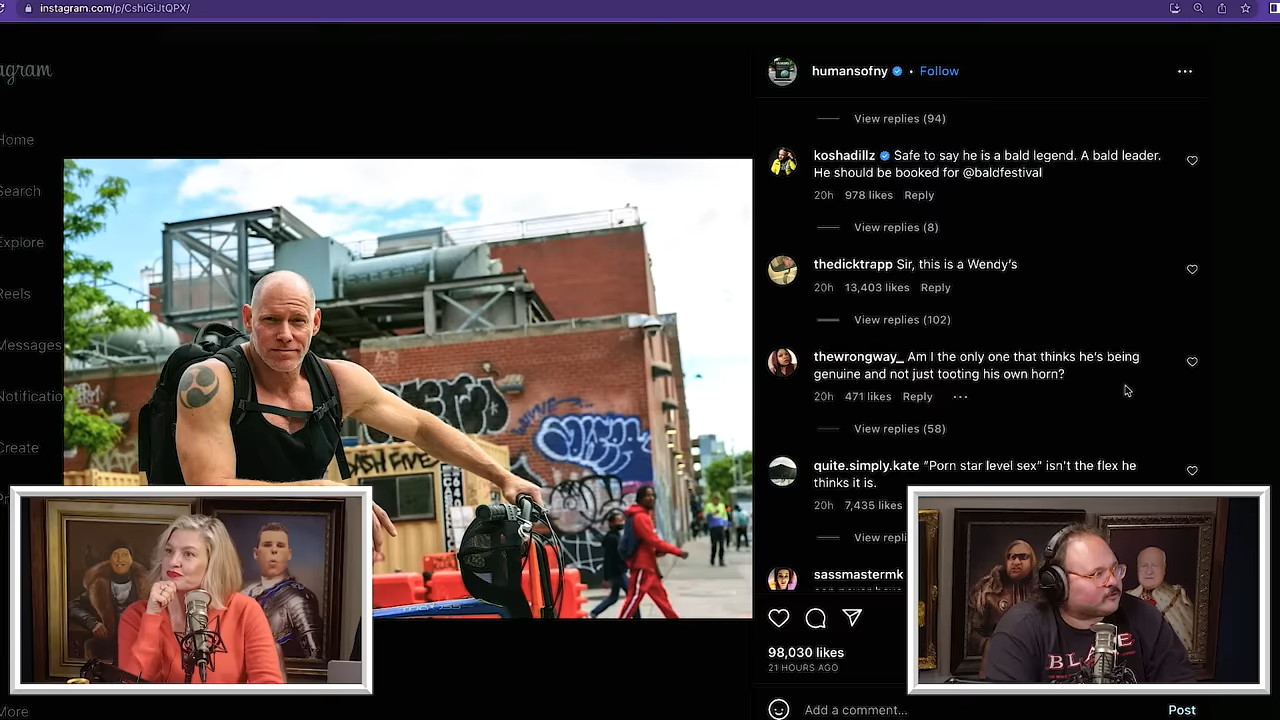 instagram.com/p/CshiGiJtQPX/
agram
Home
Search
Explore
Reels
Messages
Notificatio
Create
More
humansofny • Follow
View replies (94)
koshadillz Safe to say he is a bald legend. A bald leader.
He should be booked for @baldfestival
20h 978 likes Reply
View replies (8)
thedicktrapp Sir, this is a Wendy's
20h 13,403 likes Reply
View replies (102)
thewrongway_ Am I the only one that thinks he's being
genuine and not just tooting his own horn?
20h 471 likes Reply
View replies (58)
quite.simply.kate "Porn star level sex" isn't the flex he
thinks it is.
20h 7,435 likes
View repli
sassmastermk
98,030 likes
21 HOURS AGO
Add a comment...
Post